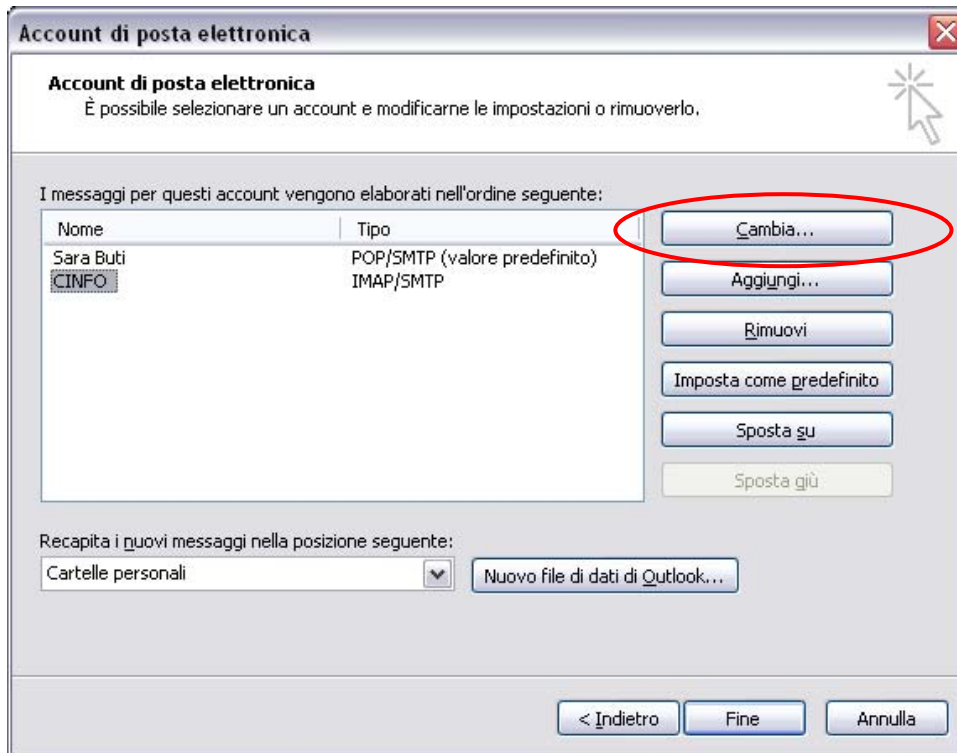 Account di posta elettronica
Account di posta elettronica
È possibile selezionare un account e modificarne le impostazioni o rimuoverlo.
I messaggi per questi account vengono elaborati nell'ordine seguente:
Nome Tipo
Sara Buti POP/SMTP (valore predefinito)
CINFO IMAP/SMTP
Cambia...
Aggiungi...
Rimuovi
Imposta come predefinito
Sposta su
Sposta giù
Recapita i nuovi messaggi nella posizione seguente:
Cartelle personali Nuovo file di dati di Outlook...
< Indietro Fine Annulla